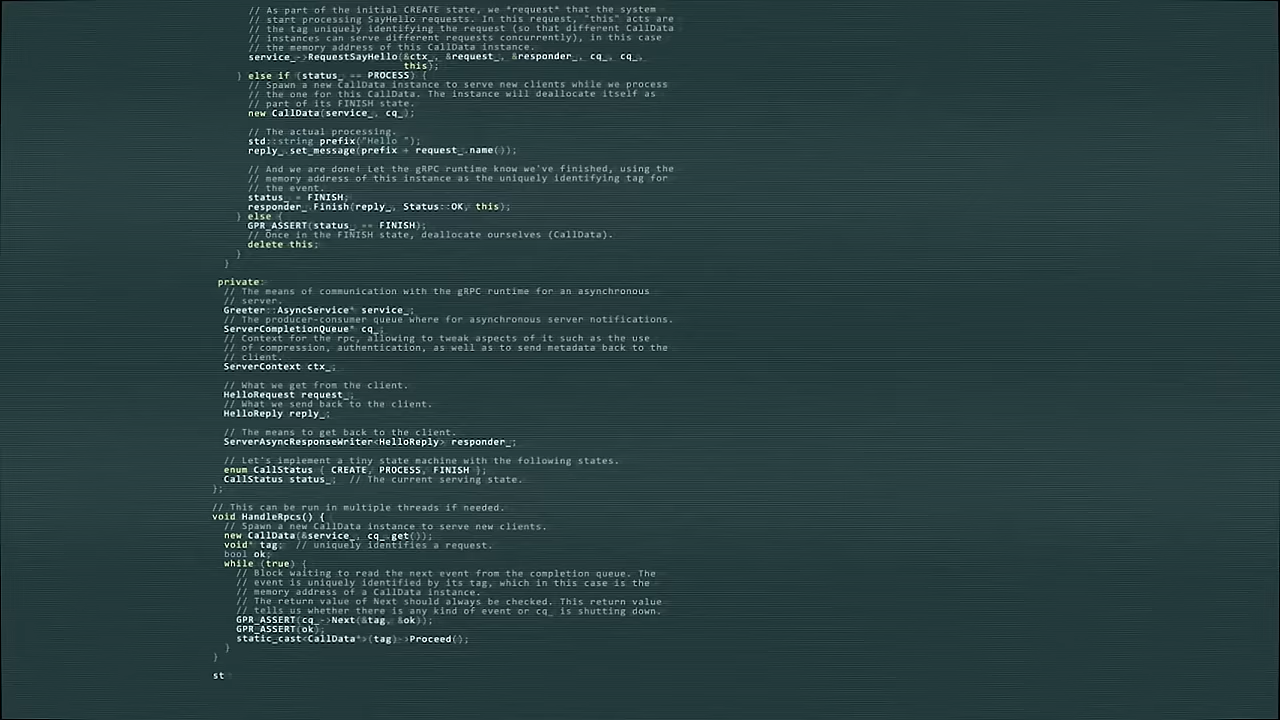 // As part of the initial CREATE state, we *request* that the system
// start processing SayHello requests. In this request, "this" acts are
// the tag uniquely identifying the request (so that different CallData
// instances can serve different requests concurrently), in this case
// the memory address of this CallData instance.
service_->RequestSayHello(&ctx_, &request_, &responder_, cq_, cq_,
this);
} else if (status_ == PROCESS) {
// Spawn a new CallData instance to serve new clients while we process
// the one for this CallData. The instance will deallocate itself as
// part of its FINISH state.
new CallData(service_, cq_);
// The actual processing.
std::string prefix("Hello ");
reply_.set_message(prefix + request_.name());
// And we are done! Let the gRPC runtime know we've finished, using the
// memory address of this instance as the uniquely identifying tag for
// the event.
status_ = FINISH;
responder_.Finish(reply_, Status::OK, this);
} else {
GPR_ASSERT(status_ == FINISH);
// Once in the FINISH state, deallocate ourselves (CallData).
delete this;
}
}
private:
// The means of communication with the gRPC runtime for an asynchronous
// server.
Greeter::AsyncService* service_;
// The producer-consumer queue where for asynchronous server notifications.
ServerCompletionQueue* cq_;
// Context for the rpc, allowing to tweak aspects of it such as the use
// of compression, authentication, as well as to send metadata back to the
// client.
ServerContext ctx_;
// What we get from the client.
HelloRequest request_;
// What we send back to the client.
HelloReply reply_;
// The means to get back to the client.
ServerAsyncResponseWriter<HelloReply> responder_;
// Let's implement a tiny state machine with the following states.
enum CallStatus { CREATE, PROCESS, FINISH };
CallStatus status_;  // The current serving state.
};
// This can be run in multiple threads if needed.
void HandleRpcs() {
// Spawn a new CallData instance to serve new clients.
new CallData(&service_, cq_.get());
void* tag;  // uniquely identifies a request.
bool ok;
while (true) {
// Block waiting to read the next event from the completion queue. The
// event is uniquely identified by its tag, which in this case is the
// memory address of a CallData instance.
// The return value of Next should always be checked. This return value
// tells us whether there is any kind of event or cq_ is shutting down.
GPR_ASSERT(cq_->Next(&tag, &ok));
GPR_ASSERT(ok);
static_cast<CallData*>(tag)->Proceed();
}
}
st